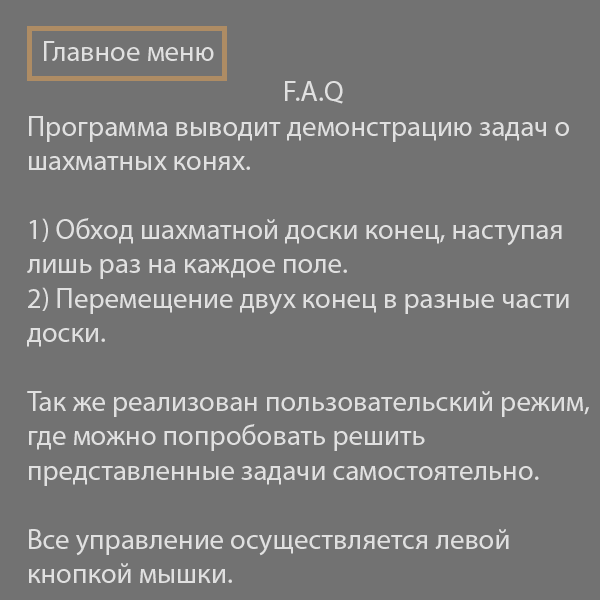 Главное меню
F.A.Q
Программа выводит демонстрацию задач о
шахматных конях.
1) Обход шахматной доски конец, наступая
лишь раз на каждое поле.
2) Перемещение двух конец в разные части
доски.
Так же реализован пользовательский режим,
где можно попробовать решить
представленные задачи самостоятельно.
Все управление осуществляется левой
кнопкой мышки.